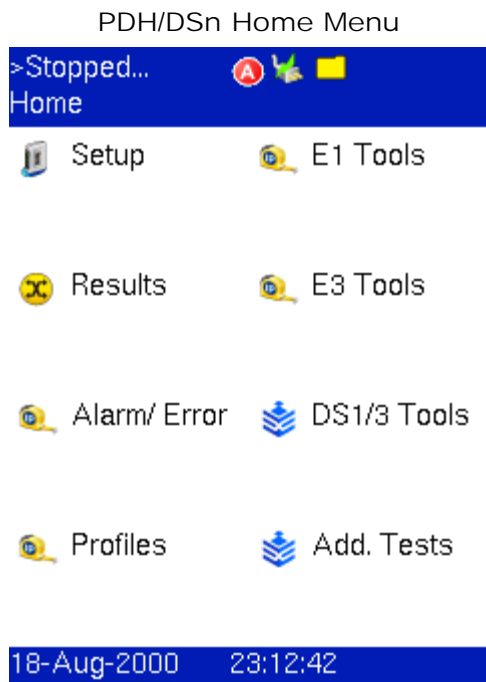 PDH/DSn Home Menu
>Stopped...
A
Home
Setup
E1 Tools
Results
E3 Tools
Alarm/ Error
DS1/3 Tools
Profiles
Add. Tests
18-Aug-2000 23:12:42